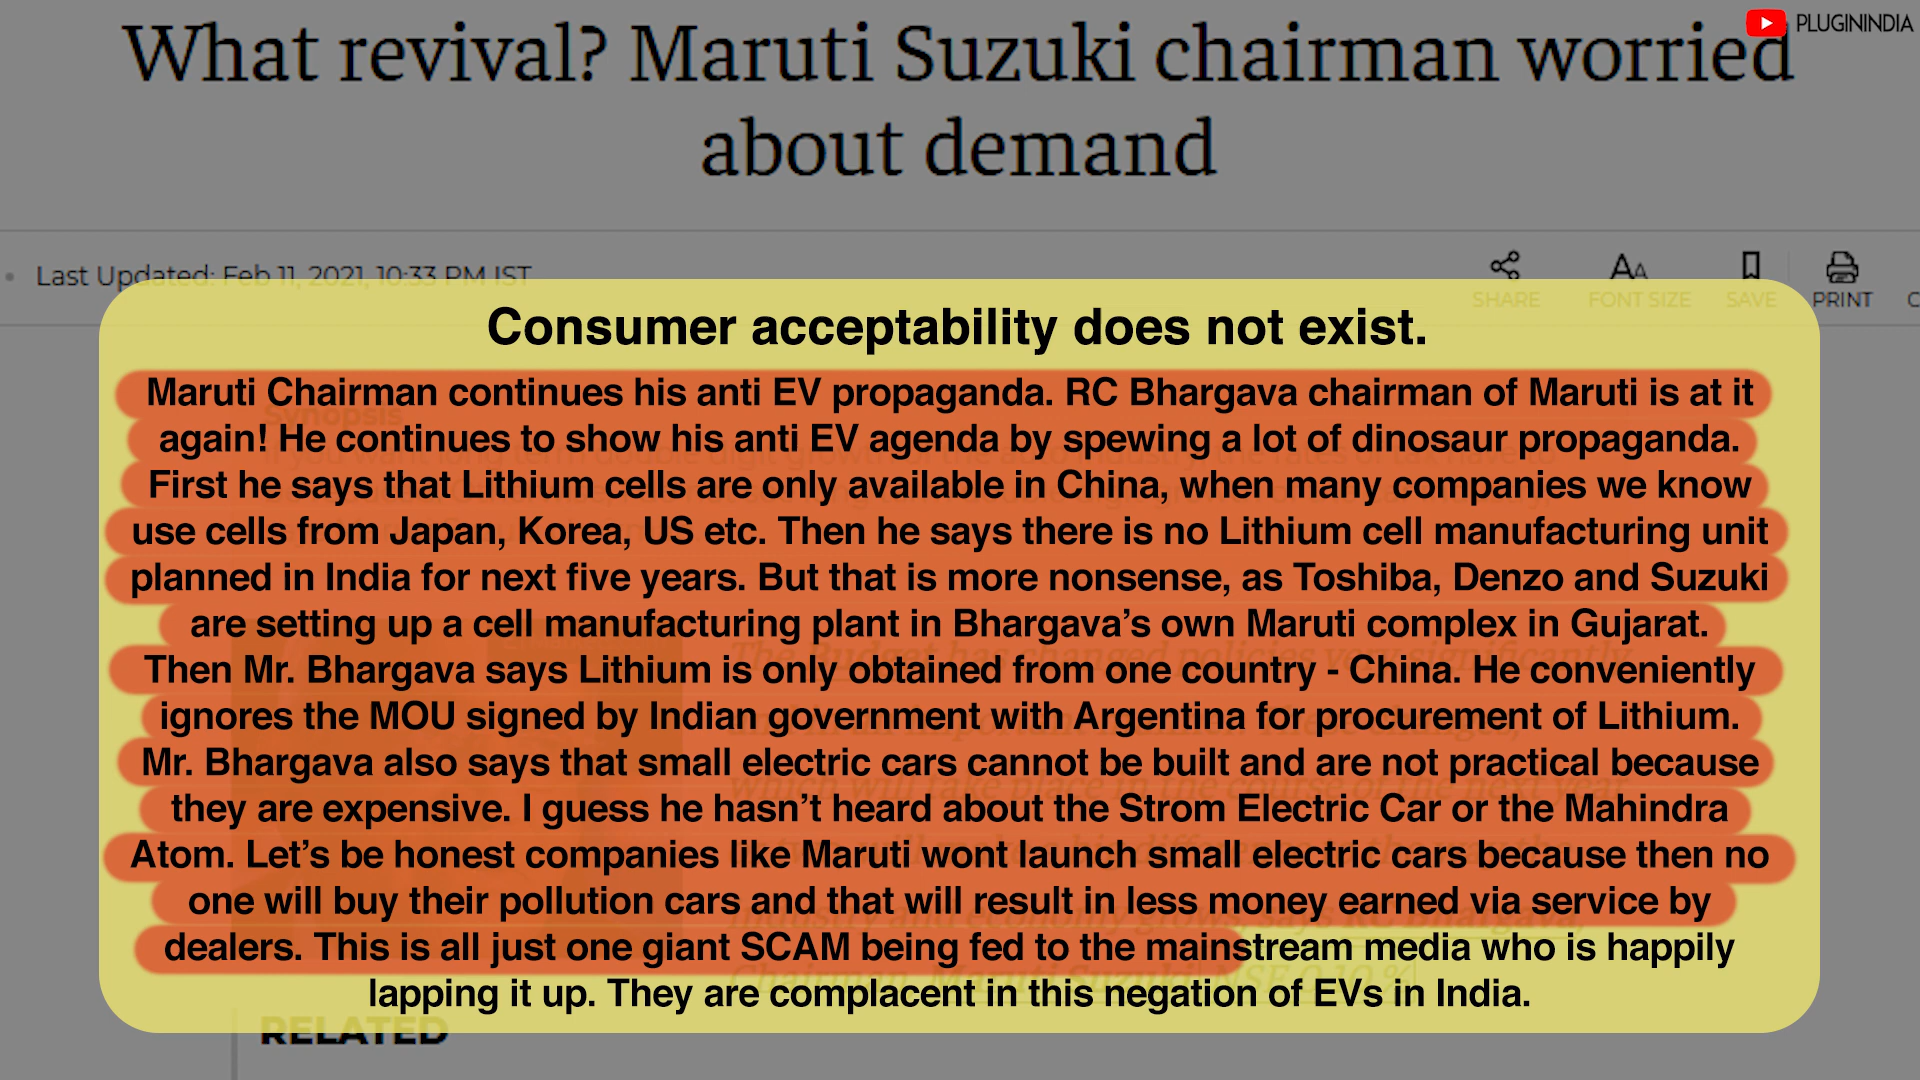 What revival? Maruti Suzuki chairman worried
about demand
PLUGININDIA
Last Updated: Feb 11, 2021, 10:33 PM IST
SHARE
FONT SIZE
SAVE
PRINT
C
Consumer acceptability does not exist.
Maruti Chairman continues his anti EV propaganda. RC Bhargava chairman of Maruti is at it
again! He continues to show his anti EV agenda by spewing a lot of dinosaur propaganda.
First he says that Lithium cells are only available in China, when many companies we know
use cells from Japan, Korea, US etc. Then he says there is no Lithium cell manufacturing unit
planned in India for next five years. But that is more nonsense, as Toshiba, Denzo and Suzuki
are setting up a cell manufacturing plant in Bhargava’s own Maruti complex in Gujarat.
Then Mr. Bhargava says Lithium is only obtained from one country - China. He conveniently
ignores the MOU signed by Indian government with Argentina for procurement of Lithium.
Mr. Bhargava also says that small electric cars cannot be built and are not practical because
they are expensive. I guess he hasn’t heard about the Strom Electric Car or the Mahindra
Atom. Let’s be honest companies like Maruti wont launch small electric cars because then no
one will buy their pollution cars and that will result in less money earned via service by
dealers. This is all just one giant SCAM being fed to the mainstream media who is happily
lapping it up. They are complacent in this negation of EVs in India.
Synopsis
RELATED